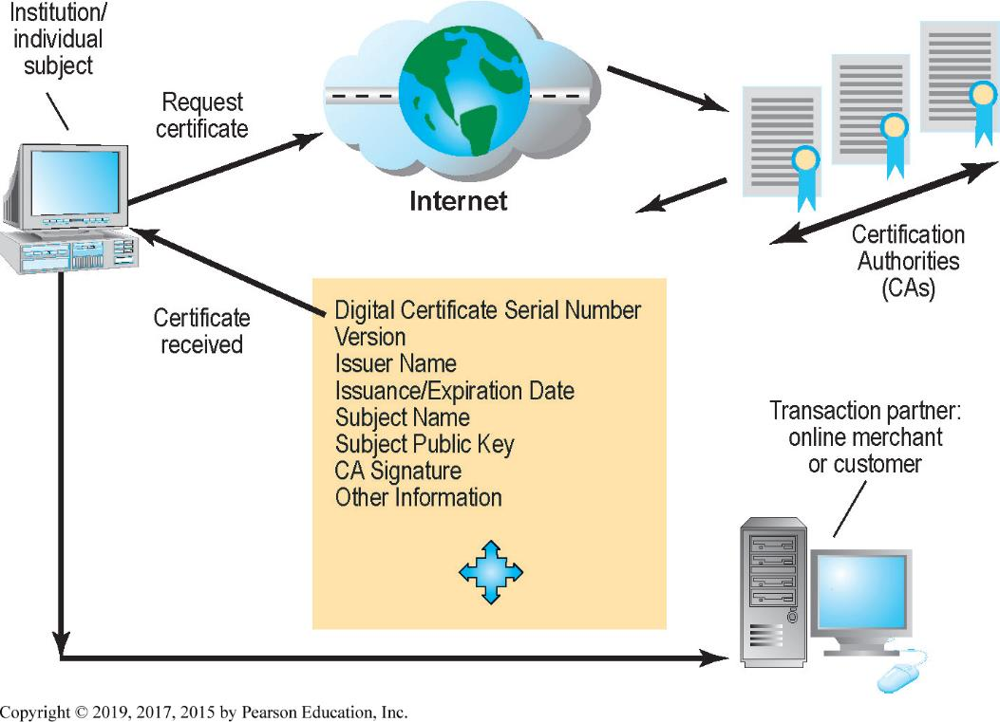 Institution/
individual
subject
Request
certificate
Internet
Certification
Authorities
(CAs)
Certificate
received
Digital Certificate Serial Number
Version
Issuer Name
Issuance/Expiration Date
Subject Name
Subject Public Key
CA Signature
Other Information
Transaction partner:
online merchant
or customer
Copyright © 2019, 2017, 2015 by Pearson Education, Inc.